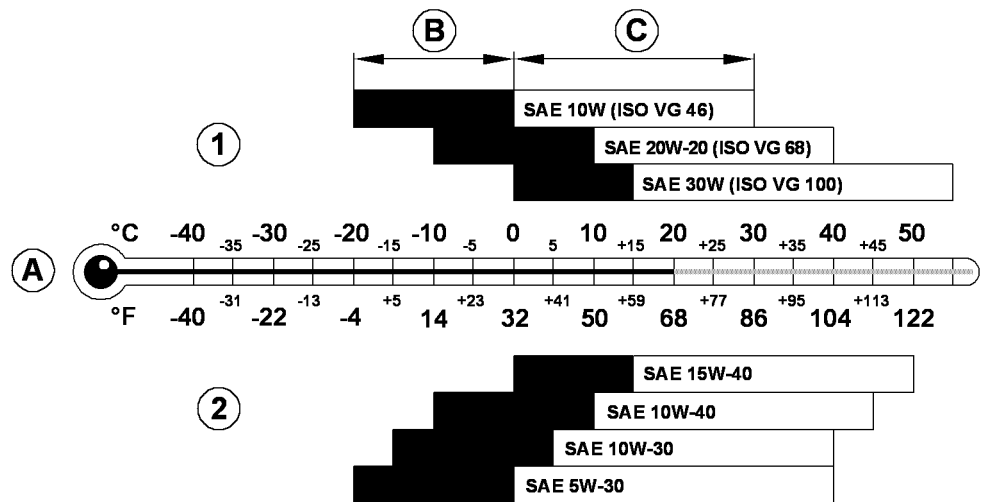 B C
SAE 10W (ISO VG 46)
1 SAE 20W-20 (ISO VG 68)
SAE 30W (ISO VG 100)
°C -40 -30 -20 -10 0 10 20 30 40 50
-35 -25 -15 -5 5 +15 +25 +35 +45
A
-31 -13 +5 +23 +41 +59 +77 +95 +113
°F -40 -22 -4 14 32 50 68 86 104 122
SAE 15W-40
2 SAE 10W-40
SAE 10W-30
SAE 5W-30